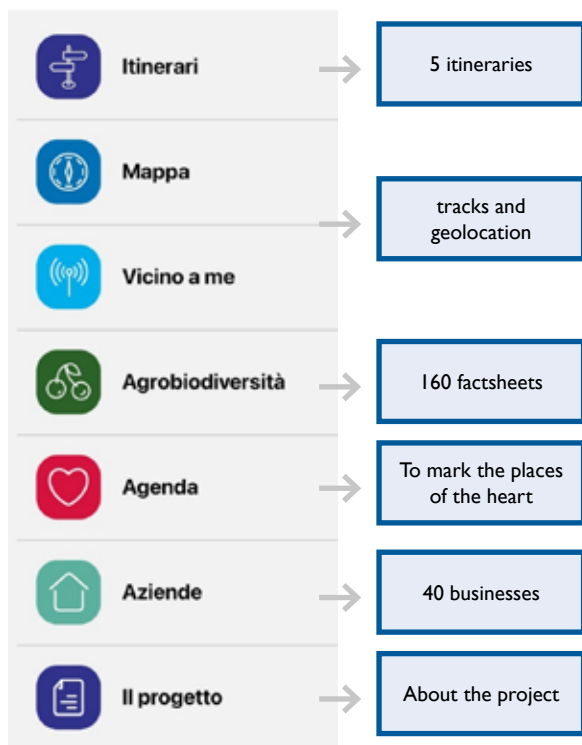 Itinerari
5 itineraries
Mappa
tracks and
geolocation
Vicino a me
Agrobiodiversità
160 factsheets
Agenda
To mark the places
of the heart
Aziende
40 businesses
Il progetto
About the project